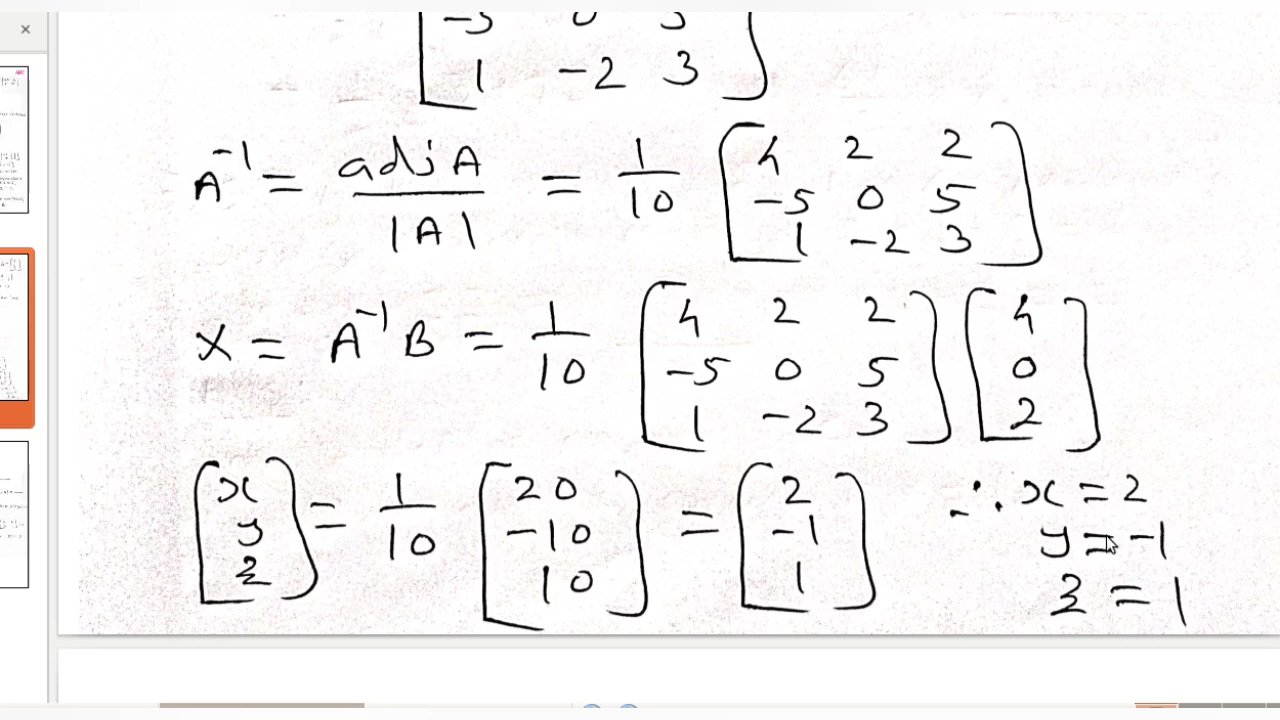 -5 0 5
1 -2 3
A⁻¹ = adj A / |A| = 1/10 [4 2 2
-5 0 5
1 -2 3]
X = A⁻¹ B = 1/10 [4 2 2
-5 0 5
1 -2 3] [4
0
2]
[x
y
z] = 1/10 [20
-10
10] = [2
-1
1] ∴ x = 2
y = -1
z = 1